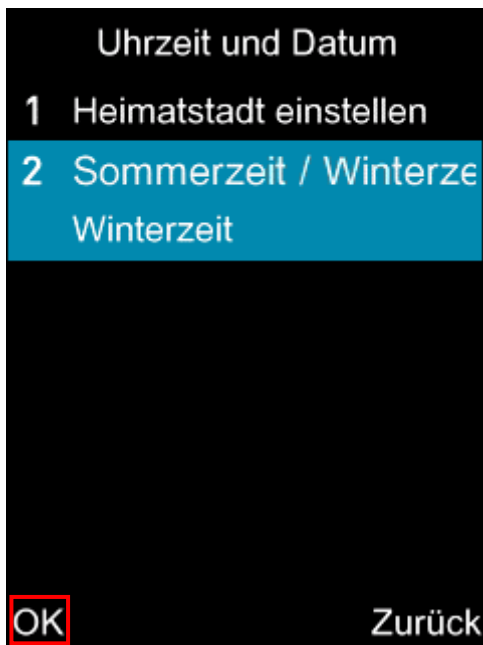 Uhrzeit und Datum
1 Heimatstadt einstellen
2 Sommerzeit / Winterze
Winterzeit
OK Zurück